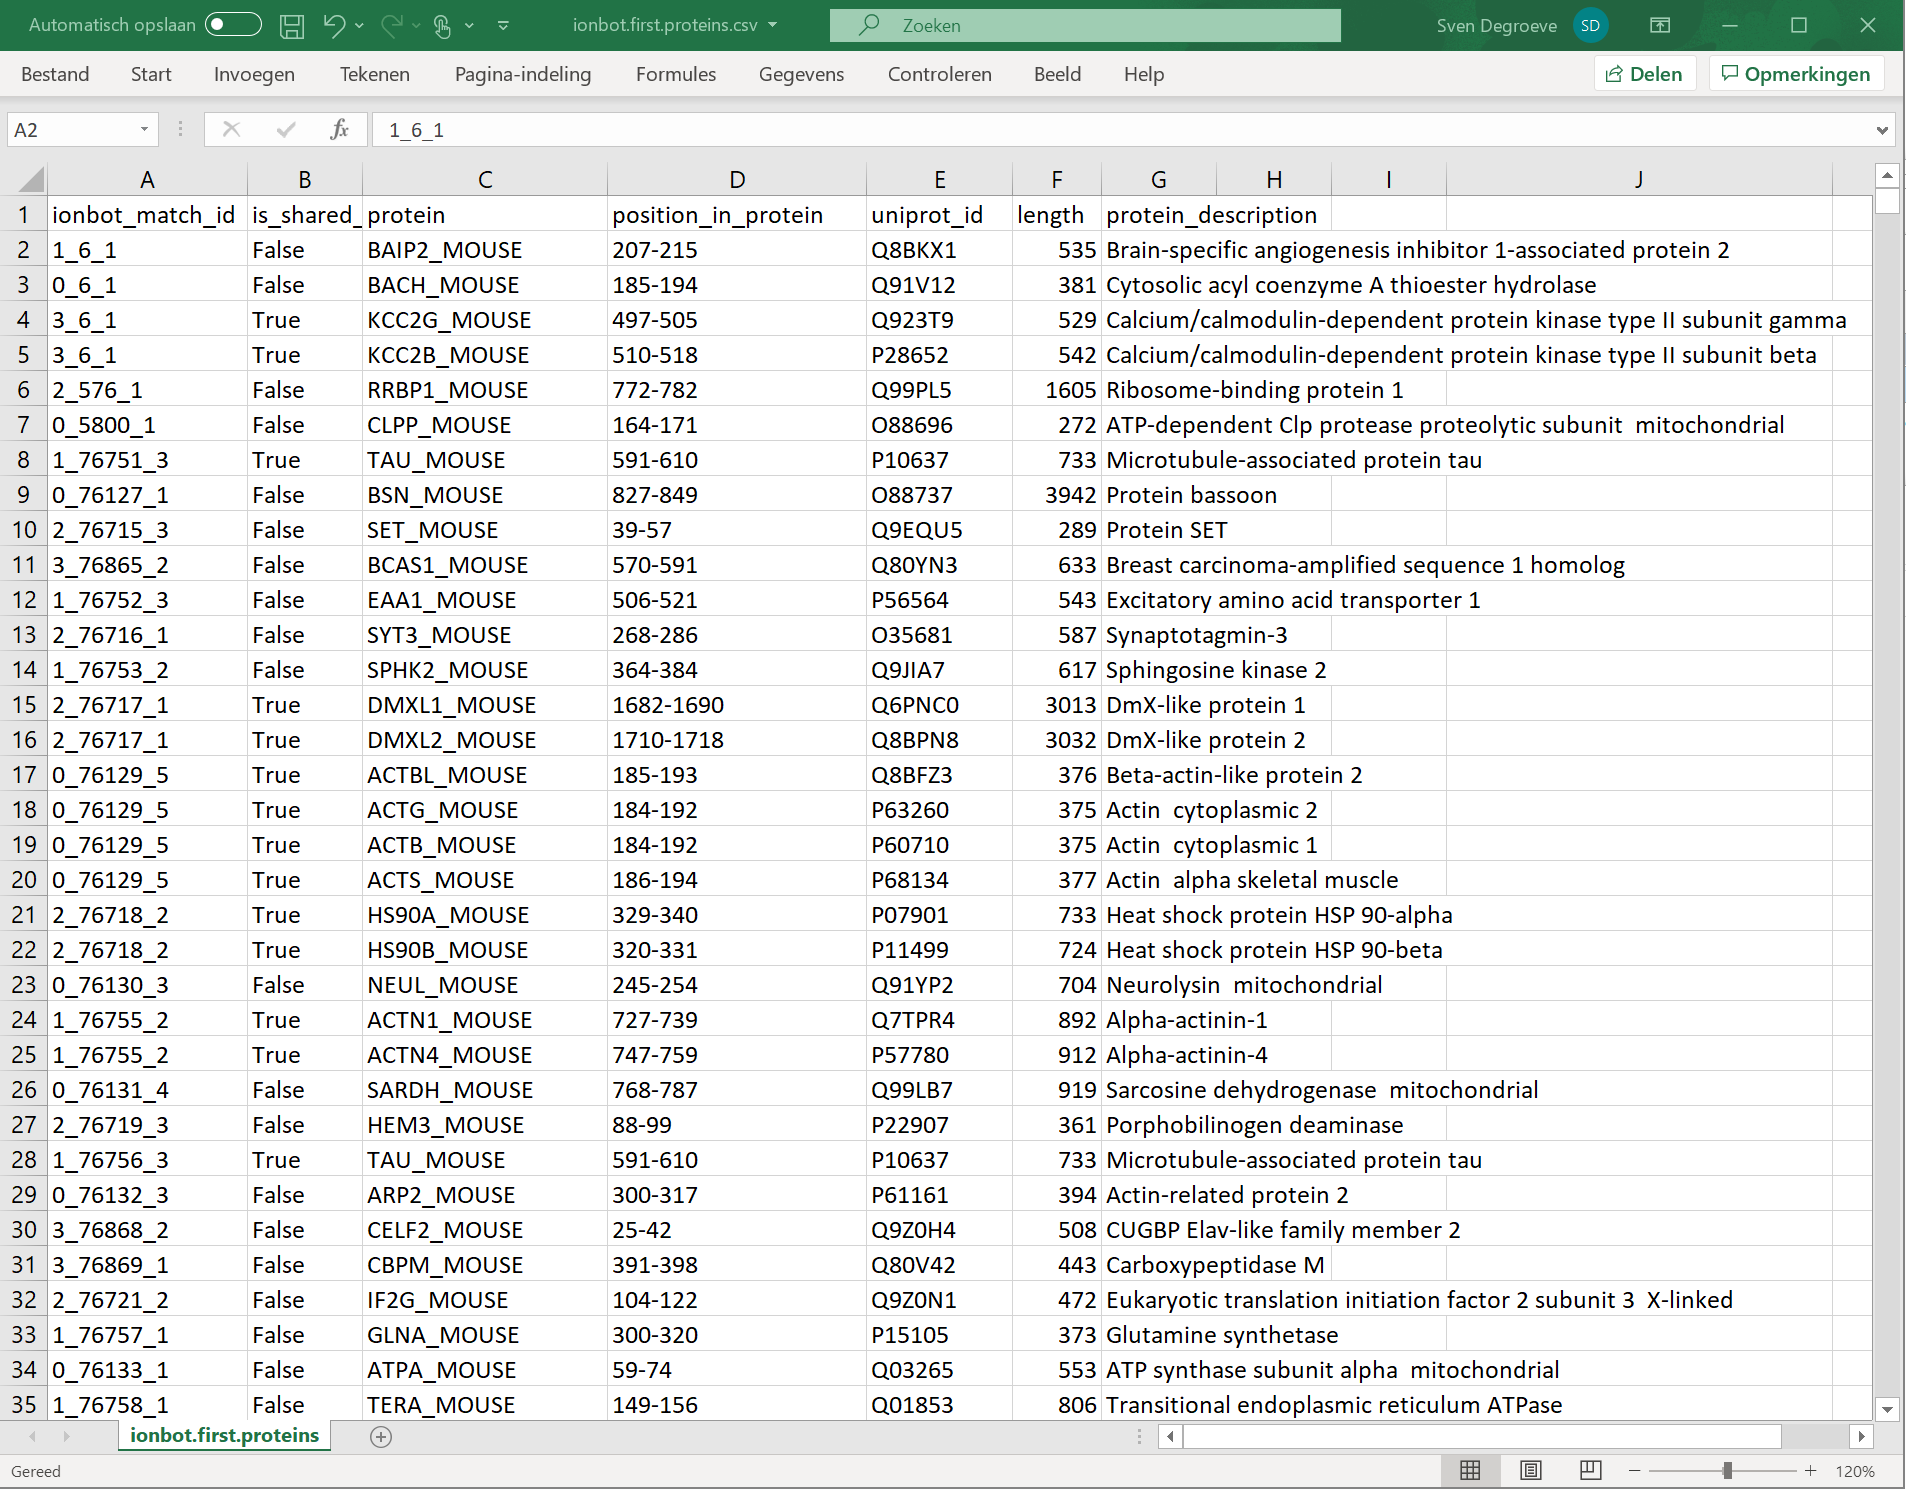 Automatisch opslaan ionbot.first.proteins.csv Zoeken Sven Degroeve SD
Bestand Start Invoegen Tekenen Pagina-indeling Formules Gegevens Controleren Beeld Help Delen Opmerkingen
A2 fx 1_6_1
A B C D E F G H I J
1 ionbot_match_id is_shared_ protein position_in_protein uniprot_id length protein_description
2 1_6_1 False BAIP2_MOUSE 207-215 Q8BKX1 535 Brain-specific angiogenesis inhibitor 1-associated protein 2
3 0_6_1 False BACH_MOUSE 185-194 Q91V12 381 Cytosolic acyl coenzyme A thioester hydrolase
4 3_6_1 True KCC2G_MOUSE 497-505 Q923T9 529 Calcium/calmodulin-dependent protein kinase type II subunit gamma
5 3_6_1 True KCC2B_MOUSE 510-518 P28652 542 Calcium/calmodulin-dependent protein kinase type II subunit beta
6 2_576_1 False RRBP1_MOUSE 772-782 Q99PL5 1605 Ribosome-binding protein 1
7 0_5800_1 False CLPP_MOUSE 164-171 O88696 272 ATP-dependent Clp protease proteolytic subunit  mitochondrial
8 1_76751_3 True TAU_MOUSE 591-610 P10637 733 Microtubule-associated protein tau
9 0_76127_1 False BSN_MOUSE 827-849 O88737 3942 Protein bassoon
10 2_76715_3 False SET_MOUSE 39-57 Q9EQU5 289 Protein SET
11 3_76865_2 False BCAS1_MOUSE 570-591 Q80YN3 633 Breast carcinoma-amplified sequence 1 homolog
12 1_76752_3 False EAA1_MOUSE 506-521 P56564 543 Excitatory amino acid transporter 1
13 2_76716_1 False SYT3_MOUSE 268-286 O35681 587 Synaptotagmin-3
14 1_76753_2 False SPHK2_MOUSE 364-384 Q9JIA7 617 Sphingosine kinase 2
15 2_76717_1 True DMXL1_MOUSE 1682-1690 Q6PNC0 3013 DmX-like protein 1
16 2_76717_1 True DMXL2_MOUSE 1710-1718 Q8BPN8 3032 DmX-like protein 2
17 0_76129_5 True ACTBL_MOUSE 185-193 Q8BFZ3 376 Beta-actin-like protein 2
18 0_76129_5 True ACTG_MOUSE 184-192 P63260 375 Actin  cytoplasmic 2
19 0_76129_5 True ACTB_MOUSE 184-192 P60710 375 Actin  cytoplasmic 1
20 0_76129_5 True ACTS_MOUSE 186-194 P68134 377 Actin  alpha skeletal muscle
21 2_76718_2 True HS90A_MOUSE 329-340 P07901 733 Heat shock protein HSP 90-alpha
22 2_76718_2 True HS90B_MOUSE 320-331 P11499 724 Heat shock protein HSP 90-beta
23 0_76130_3 False NEUL_MOUSE 245-254 Q91YP2 704 Neurolysin  mitochondrial
24 1_76755_2 True ACTN1_MOUSE 727-739 Q7TPR4 892 Alpha-actinin-1
25 1_76755_2 True ACTN4_MOUSE 747-759 P57780 912 Alpha-actinin-4
26 0_76131_4 False SARDH_MOUSE 768-787 Q99LB7 919 Sarcosine dehydrogenase  mitochondrial
27 2_76719_3 False HEM3_MOUSE 88-99 P22907 361 Porphobilinogen deaminase
28 1_76756_3 True TAU_MOUSE 591-610 P10637 733 Microtubule-associated protein tau
29 0_76132_3 False ARP2_MOUSE 300-317 P61161 394 Actin-related protein 2
30 3_76868_2 False CELF2_MOUSE 25-42 Q9Z0H4 508 CUGBP Elav-like family member 2
31 3_76869_1 False CBPM_MOUSE 391-398 Q80V42 443 Carboxypeptidase M
32 2_76721_2 False IF2G_MOUSE 104-122 Q9Z0N1 472 Eukaryotic translation initiation factor 2 subunit 3  X-linked
33 1_76757_1 False GLNA_MOUSE 300-320 P15105 373 Glutamine synthetase
34 0_76133_1 False ATPA_MOUSE 59-74 Q03265 553 ATP synthase subunit alpha  mitochondrial
35 1_76758_1 False TERA_MOUSE 149-156 Q01853 806 Transitional endoplasmic reticulum ATPase
ionbot.first.proteins
Gereed 120%